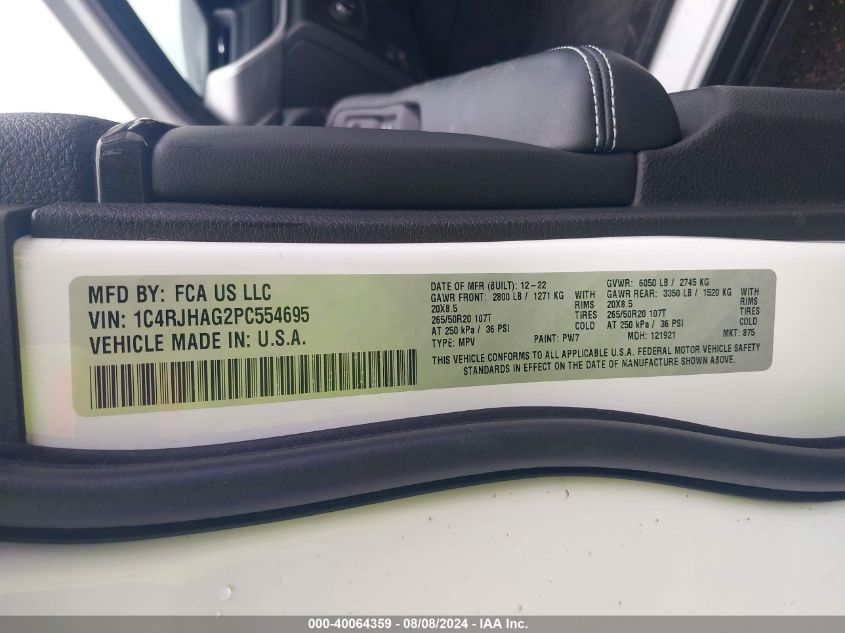 MFD BY: FCA US LLC
VIN: 1C4RJHAG2PC554695
VEHICLE MADE IN: U.S.A.
DATE OF MFR (BUILT): 12-22
GVWR: 6050 LB / 2745 KG
GAWR FRONT: 2800 LB / 1271 KG WITH
GAWR REAR: 3350 LB / 1520 KG WITH
20X8.5 RIMS
20X8.5 RIMS
265/50R20 107T TIRES
265/50R20 107T TIRES
AT 250 kPa / 36 PSI COLD
AT 250 kPa / 36 PSI COLD
TYPE: MPV PAINT: PW7 MDH: 121921 MKT: 875
THIS VEHICLE CONFORMS TO ALL APPLICABLE U.S.A. FEDERAL MOTOR VEHICLE SAFETY
STANDARDS IN EFFECT ON THE DATE OF MANUFACTURE SHOWN ABOVE.
000-40064359 - 08/08/2024 - IAA Inc.